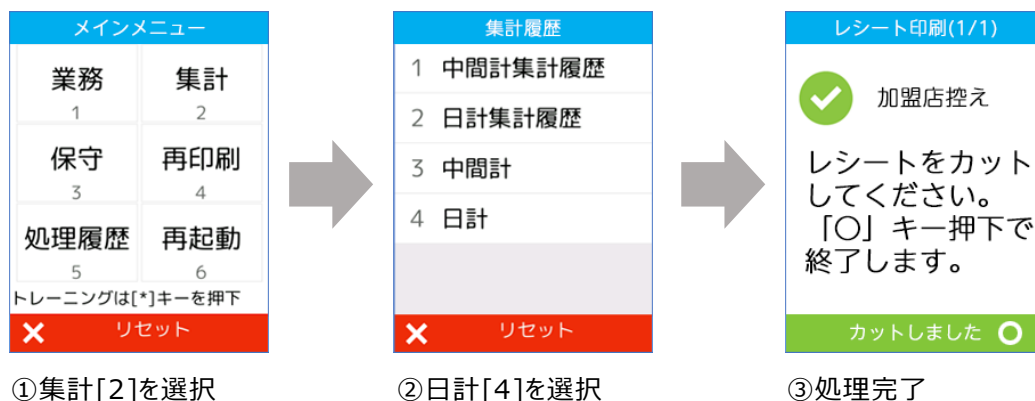 メインメニュー
業務
1
集計
2
保守
3
再印刷
4
処理履歴
5
再起動
6
トレーニングは[*]キーを押下
リセット
①集計[2]を選択
集計履歴
1 中間計集計履歴
2 日計集計履歴
3 中間計
4 日計
リセット
②日計[4]を選択
レシート印刷(1/1)
加盟店控え
レシートをカット
してください。
「〇」キー押下で
終了します。
カットしました
③処理完了